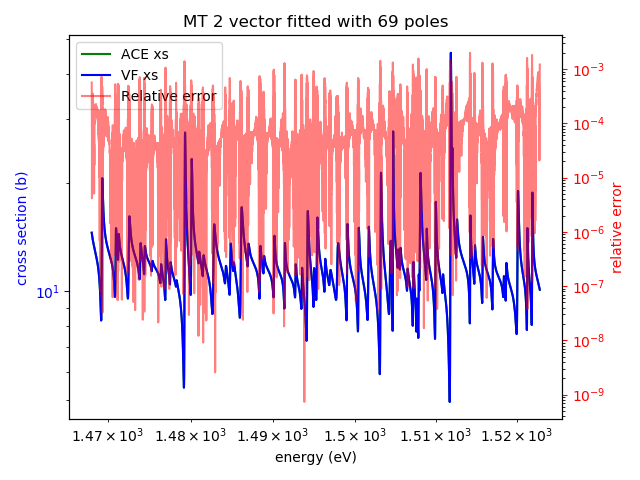 MT 2 vector fitted with 69 poles
ACE xs
VF xs
Relative error
cross section (b)
10¹
10⁻³
10⁻⁴
10⁻⁵
10⁻⁶
10⁻⁷
10⁻⁸
10⁻⁹
relative error
1.47 × 10³ 1.48 × 10³ 1.49 × 10³ 1.5 × 10³ 1.51 × 10³ 1.52 × 10³
energy (eV)